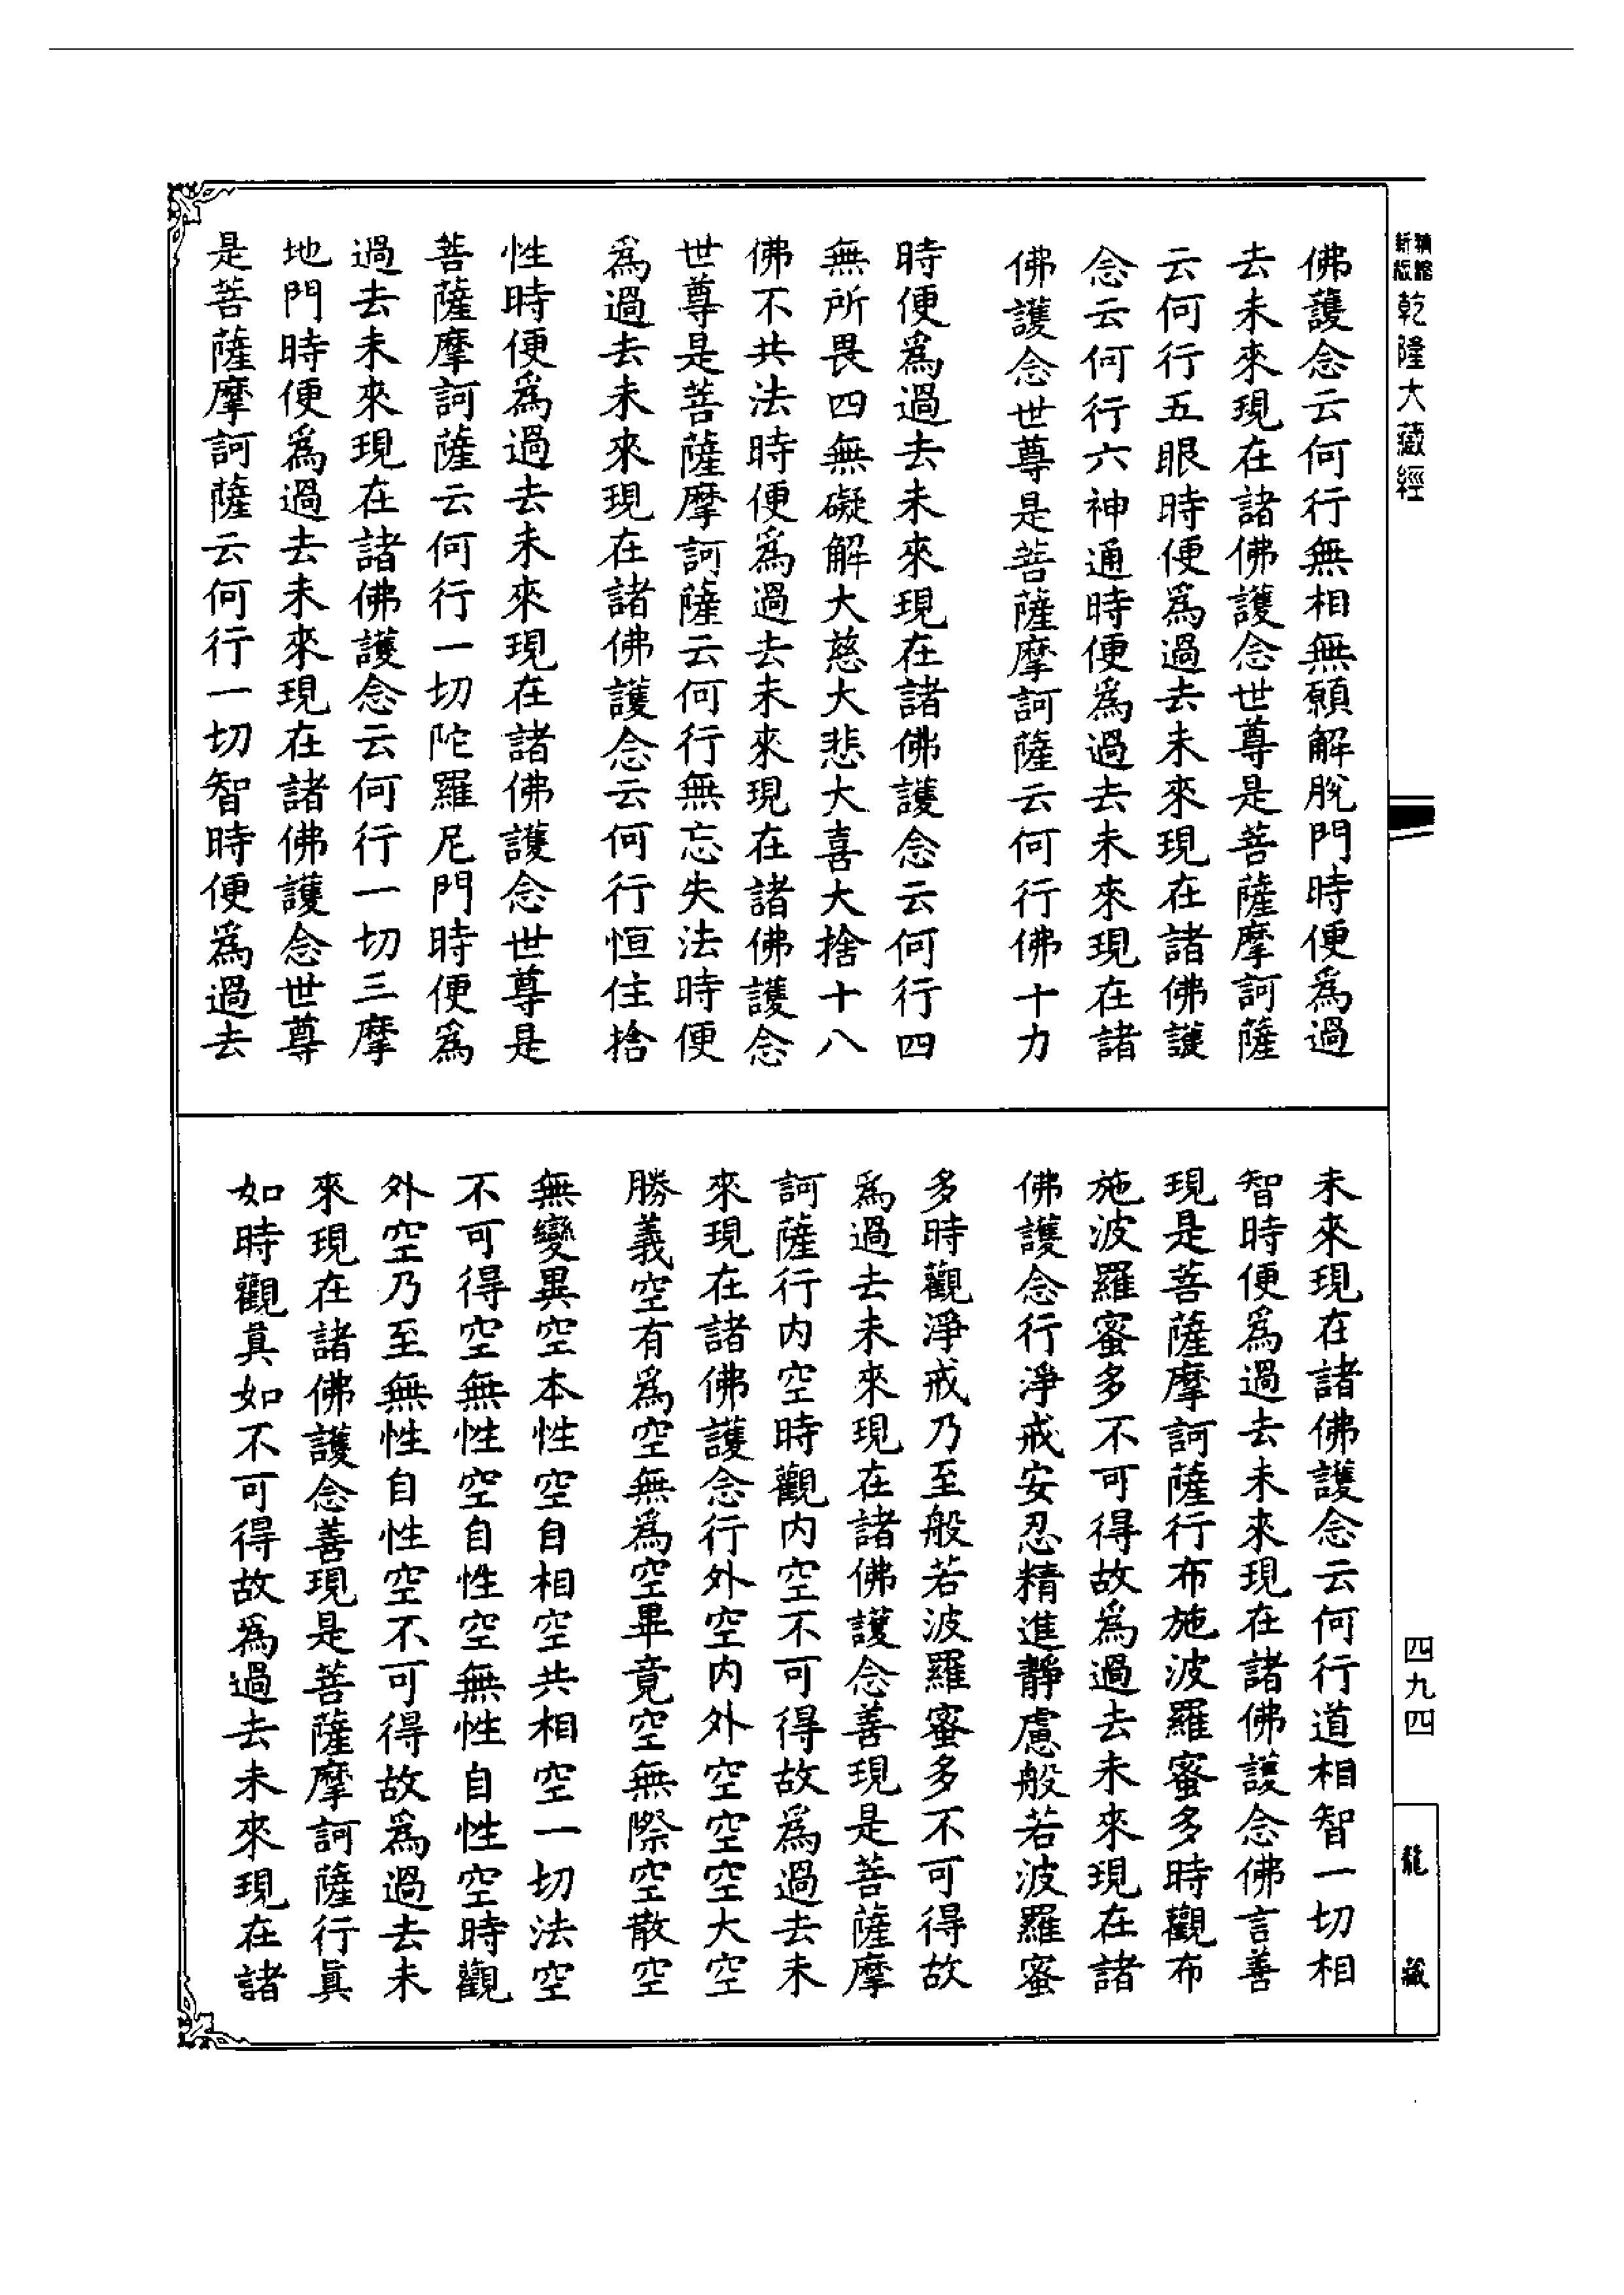 新版
乾隆大藏經
佛護念云何行無相無願解脫門時便為過
去未來現在諸佛護念世尊是菩薩摩訶薩
云何行五眼時便為過去未來現在諸佛護
念云何行六神通時便為過去未來現在諸
佛護念世尊是菩薩摩訶薩云何行佛十力
時便為過去未來現在諸佛護念云何行四
無所畏四無礙解大慈大悲大喜大捨十八
佛不共法時便為過去未來現在諸佛護念
世尊是菩薩摩訶薩云何行無忘失法時便
為過去未來現在諸佛護念云何行恒住捨
性時便為過去未來現在諸佛護念世尊是
菩薩摩訶薩云何行一切陀羅尼門時便為
過去未來現在諸佛護念云何行一切三摩
地門時便為過去未來現在諸佛護念世尊
是菩薩摩訶薩云何行一切智時便為過去
未來現在諸佛護念云何行道相智一切相
智時便為過去未來現在諸佛護念佛言善
現是菩薩摩訶薩行布施波羅蜜多時觀布
施波羅蜜多不可得故為過去未來現在諸
佛護念行淨戒安忍精進靜慮般若波羅蜜
多時觀淨戒乃至般若波羅蜜多不可得故
為過去未來現在諸佛護念善現是菩薩摩
訶薩行內空時觀內空不可得故為過去未
來現在諸佛護念行外空內外空空空大空
勝義空有為空無為空畢竟空無際空散空
無變異空本性空自相空共相空一切法空
不可得空無性空自性空無性自性空時觀
外空乃至無性自性空不可得故為過去未
來現在諸佛護念善現是菩薩摩訶薩行真
如時觀真如不可得故為過去未來現在諸
四九四
龍藏